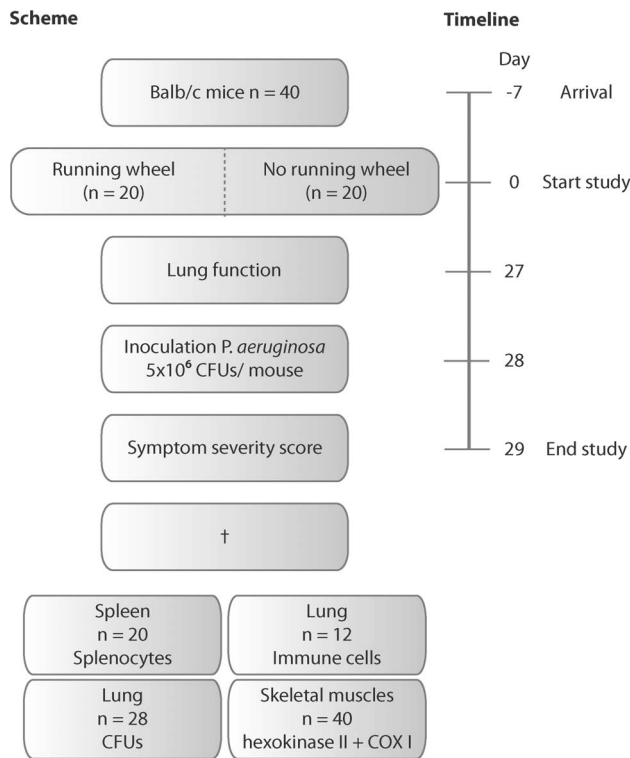 Scheme
Timeline
Day
Balb/c mice n = 40
-7 Arrival
Running wheel
(n = 20)
No running wheel
(n = 20)
0 Start study
Lung function
27
Inoculation P. aeruginosa
5x10⁶ CFUs/ mouse
28
Symptom severity score
29 End study
†
Spleen
n = 20
Splenocytes
Lung
n = 12
Immune cells
Lung
n = 28
CFUs
Skeletal muscles
n = 40
hexokinase II + COX I